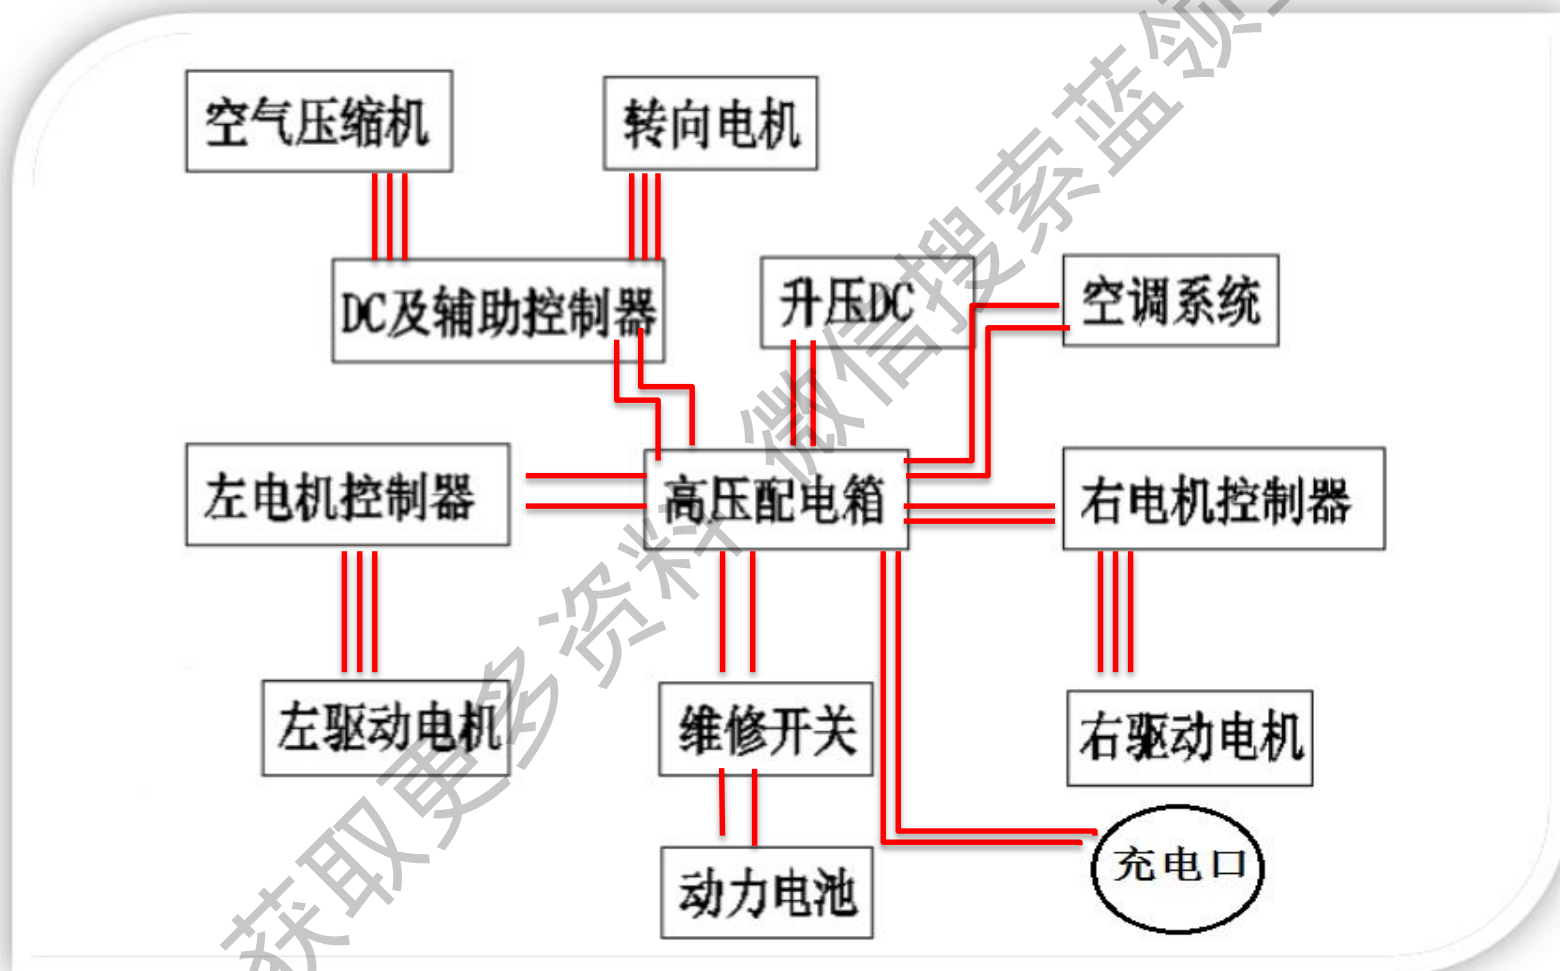 空气压缩机
转向电机
DC及辅助控制器
升压DC
空调系统
左电机控制器
高压配电箱
右电机控制器
左驱动电机
维修开关
右驱动电机
动力电池
充电口
获取更多资料 微信搜索蓝领